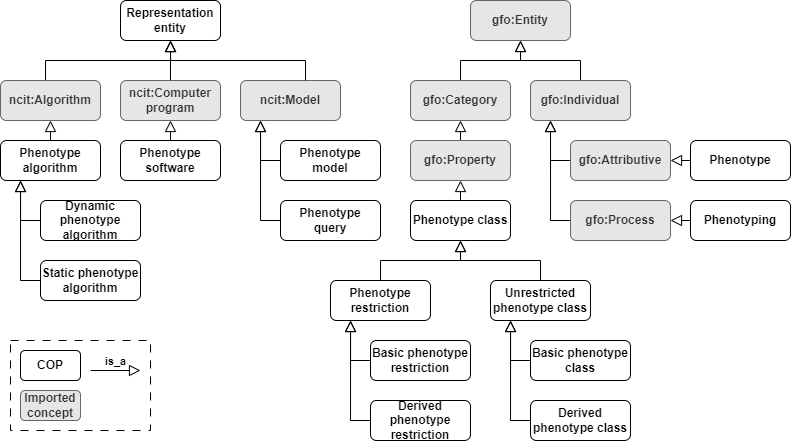 Representation
entity
gfo:Entity
ncit:Algorithm
ncit:Computer
program
ncit:Model
gfo:Category
gfo:Individual
Phenotype
algorithm
Phenotype
software
Phenotype
model
gfo:Property
gfo:Attributive
Phenotype
Dynamic
phenotype
algorithm
Phenotype
query
Phenotype class
gfo:Process
Phenotyping
Static phenotype
algorithm
Phenotype
restriction
Unrestricted
phenotype class
Basic phenotype
restriction
Basic phenotype
class
Derived
phenotype
restriction
Derived
phenotype class
COP
is_a
Imported
concept